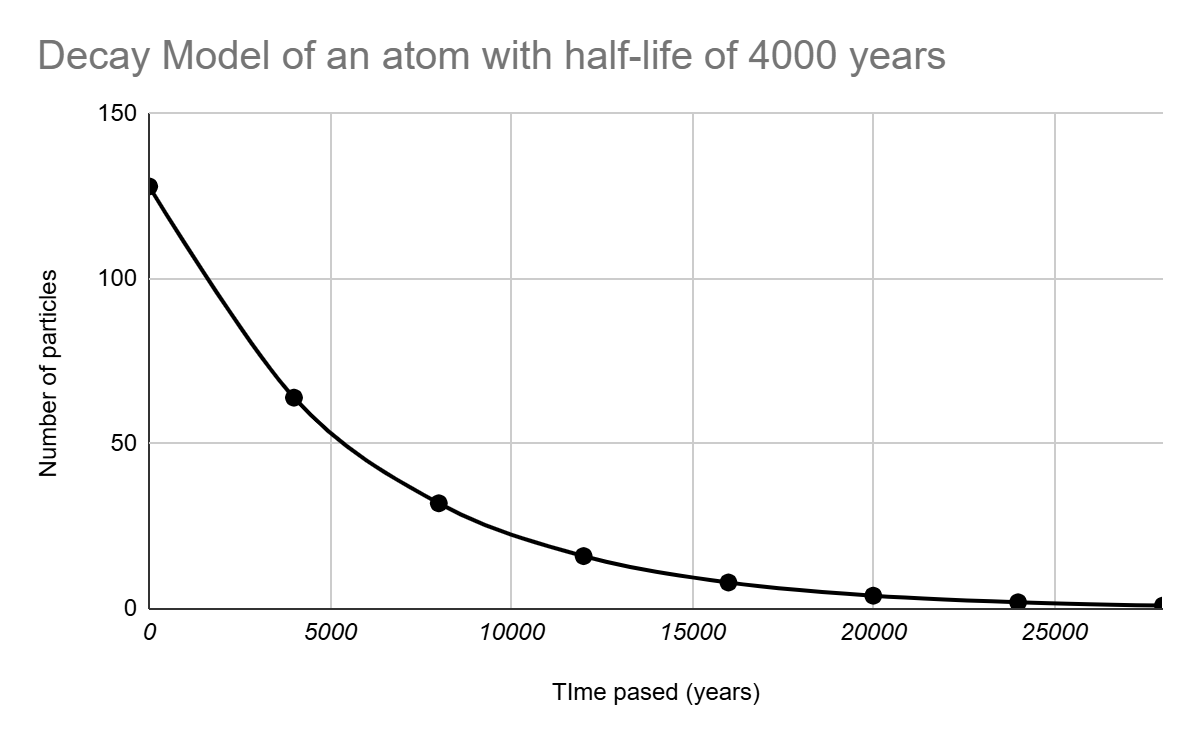 Decay Model of an atom with half-life of 4000 years
150
100
50
0
Number of particles
0 5000 10000 15000 20000 25000
TIme pased (years)